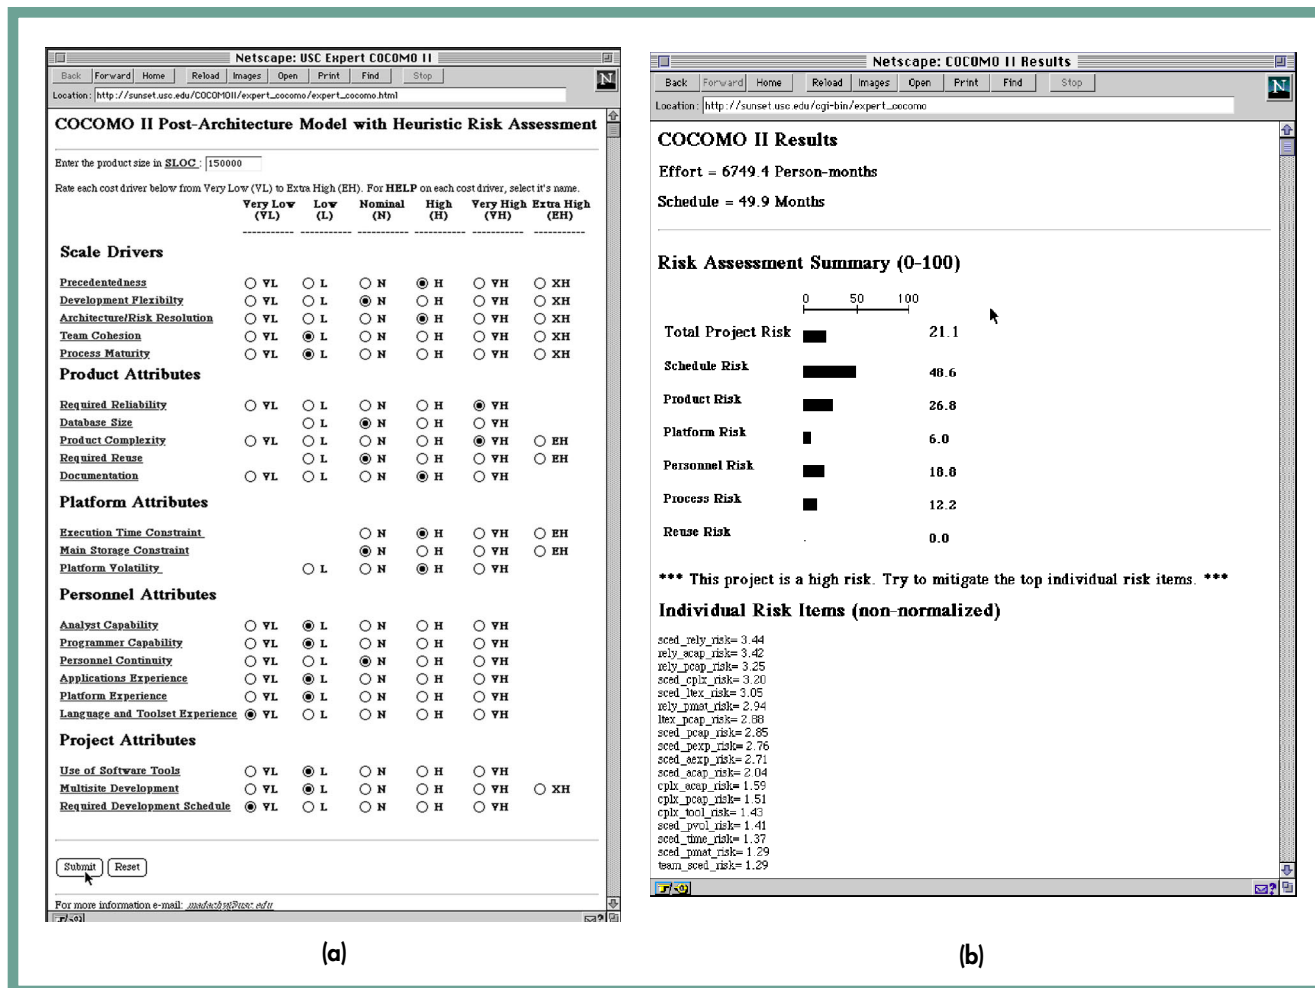 Netscape: USC Expert COCOMO II
Back Forward Home Reload Images Open Print Find Stop
N
Location: http://sunset.usc.edu/COCOMOII/expert_cocomo/expert_cocomo.html
COCOMO II Post-Architecture Model with Heuristic Risk Assessment
Enter the product size in SLOC : 150000
Rate each cost driver below from Very Low (VL) to Extra High (EH). For HELP on each cost driver, select it's name.
Very Low Low Nominal High Very High Extra High
(VL) (L) (N) (H) (VH) (EH)
----------- ----------- ----------- ----------- ----------- -----------
Scale Drivers
Precedentedness VL L N H VH XH
Development Flexibilty VL L N H VH XH
Architecture/Risk Resolution VL L N H VH XH
Team Cohesion VL L N H VH XH
Process Maturity VL L N H VH XH
Product Attributes
Required Reliability VL L N H VH
Database Size L N H VH
Product Complexity VL L N H VH EH
Required Reuse L N H VH EH
Documentation VL L N H VH
Platform Attributes
Execution Time Constraint N H VH EH
Main Storage Constraint N H VH EH
Platform Volatility L N H VH
Personnel Attributes
Analyst Capability VL L N H VH
Programmer Capability VL L N H VH
Personnel Continuity VL L N H VH
Applications Experience VL L N H VH
Platform Experience VL L N H VH
Language and Toolset Experience VL L N H VH
Project Attributes
Use of Software Tools VL L N H VH
Multisite Development VL L N H VH XH
Required Development Schedule VL L N H VH
Submit Reset
For more information e-mail: madachy@usc.edu
(a)
Netscape: COCOMO II Results
Back Forward Home Reload Images Open Print Find Stop
N
Location: http://sunset.usc.edu/cgi-bin/expert_cocomo
COCOMO II Results
Effort = 6749.4 Person-months
Schedule = 49.9 Months
Risk Assessment Summary (0-100)
0 50 100
Total Project Risk 21.1
Schedule Risk 48.6
Product Risk 26.8
Platform Risk 6.0
Personnel Risk 18.8
Process Risk 12.2
Reuse Risk 0.0
*** This project is a high risk. Try to mitigate the top individual risk items. ***
Individual Risk Items (non-normalized)
sced_rely_risk= 3.44
rely_acap_risk= 3.42
rely_pcap_risk= 3.25
sced_cplx_risk= 3.20
sced_ltex_risk= 3.05
rely_pmat_risk= 2.94
ltex_pcap_risk= 2.88
sced_pcap_risk= 2.85
sced_pexp_risk= 2.76
sced_aexp_risk= 2.71
sced_acap_risk= 2.04
cplx_acap_risk= 1.59
cplx_pcap_risk= 1.51
cplx_tool_risk= 1.43
sced_pvol_risk= 1.41
sced_time_risk= 1.37
sced_pmat_risk= 1.29
team_sced_risk= 1.29
(b)